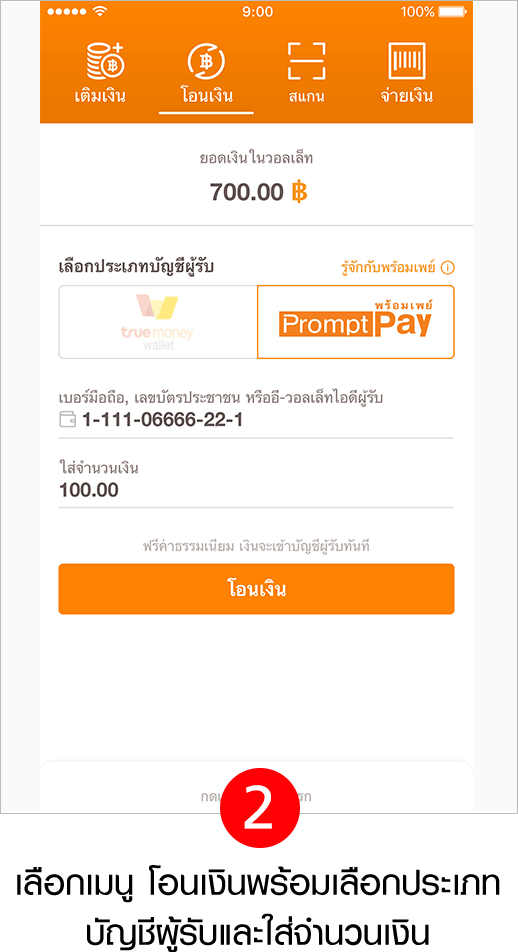 9:00 100%
เติมเงิน โอนเงิน สแกน จ่ายเงิน
ยอดเงินในวอลเล็ท
700.00 ฿
เลือกประเภทบัญชีผู้รับ รู้จักกับพร้อมเพย์
พร้อมเพย์
truemoney PromptPay
wallet
เบอร์มือถือ, เลขบัตรประชาชน หรืออี-วอลเล็ทไอดีผู้รับ
1-111-06666-22-1
ใส่จำนวนเงิน
100.00
ฟรีค่าธรรมเนียม เงินจะเข้าบัญชีผู้รับทันที
โอนเงิน
2
เลือกเมนู โอนเงินพร้อมเลือกประเภท
บัญชีผู้รับและใส่จำนวนเงิน